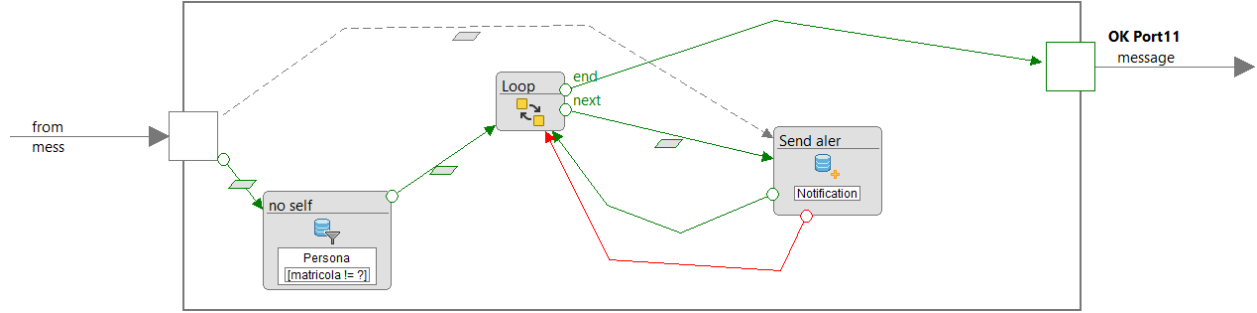 from
mess
no self
Persona
[matricola != ?]
Loop
end
next
Send aler
Notification
OK Port11
message